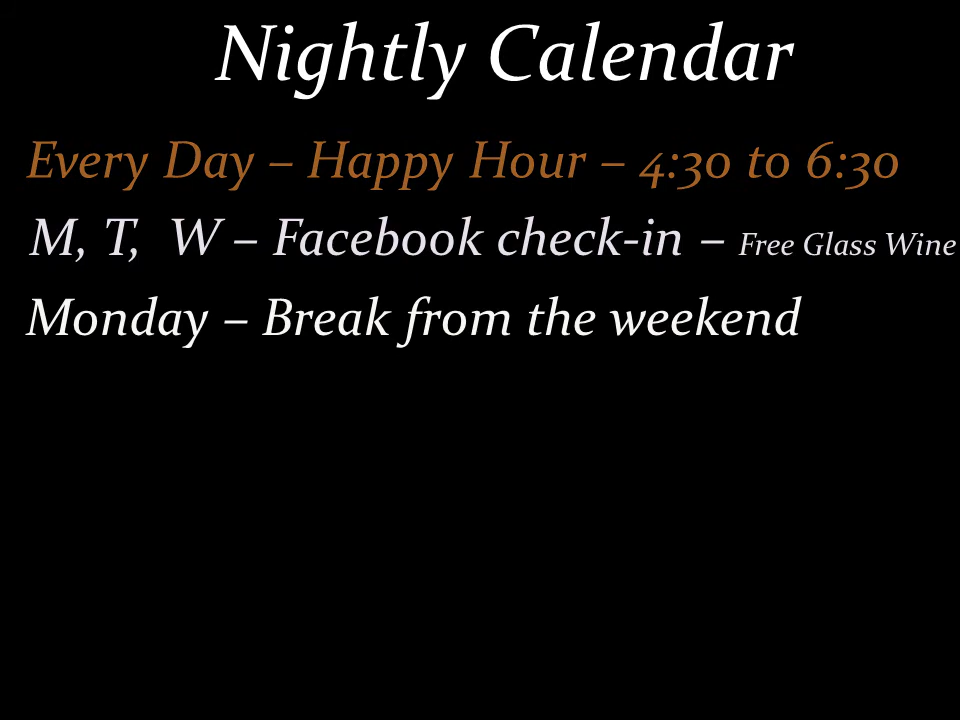 Nightly Calendar
Every Day – Happy Hour – 4:30 to 6:30
M, T,  W – Facebook check-in – Free Glass Wine
Monday – Break from the weekend